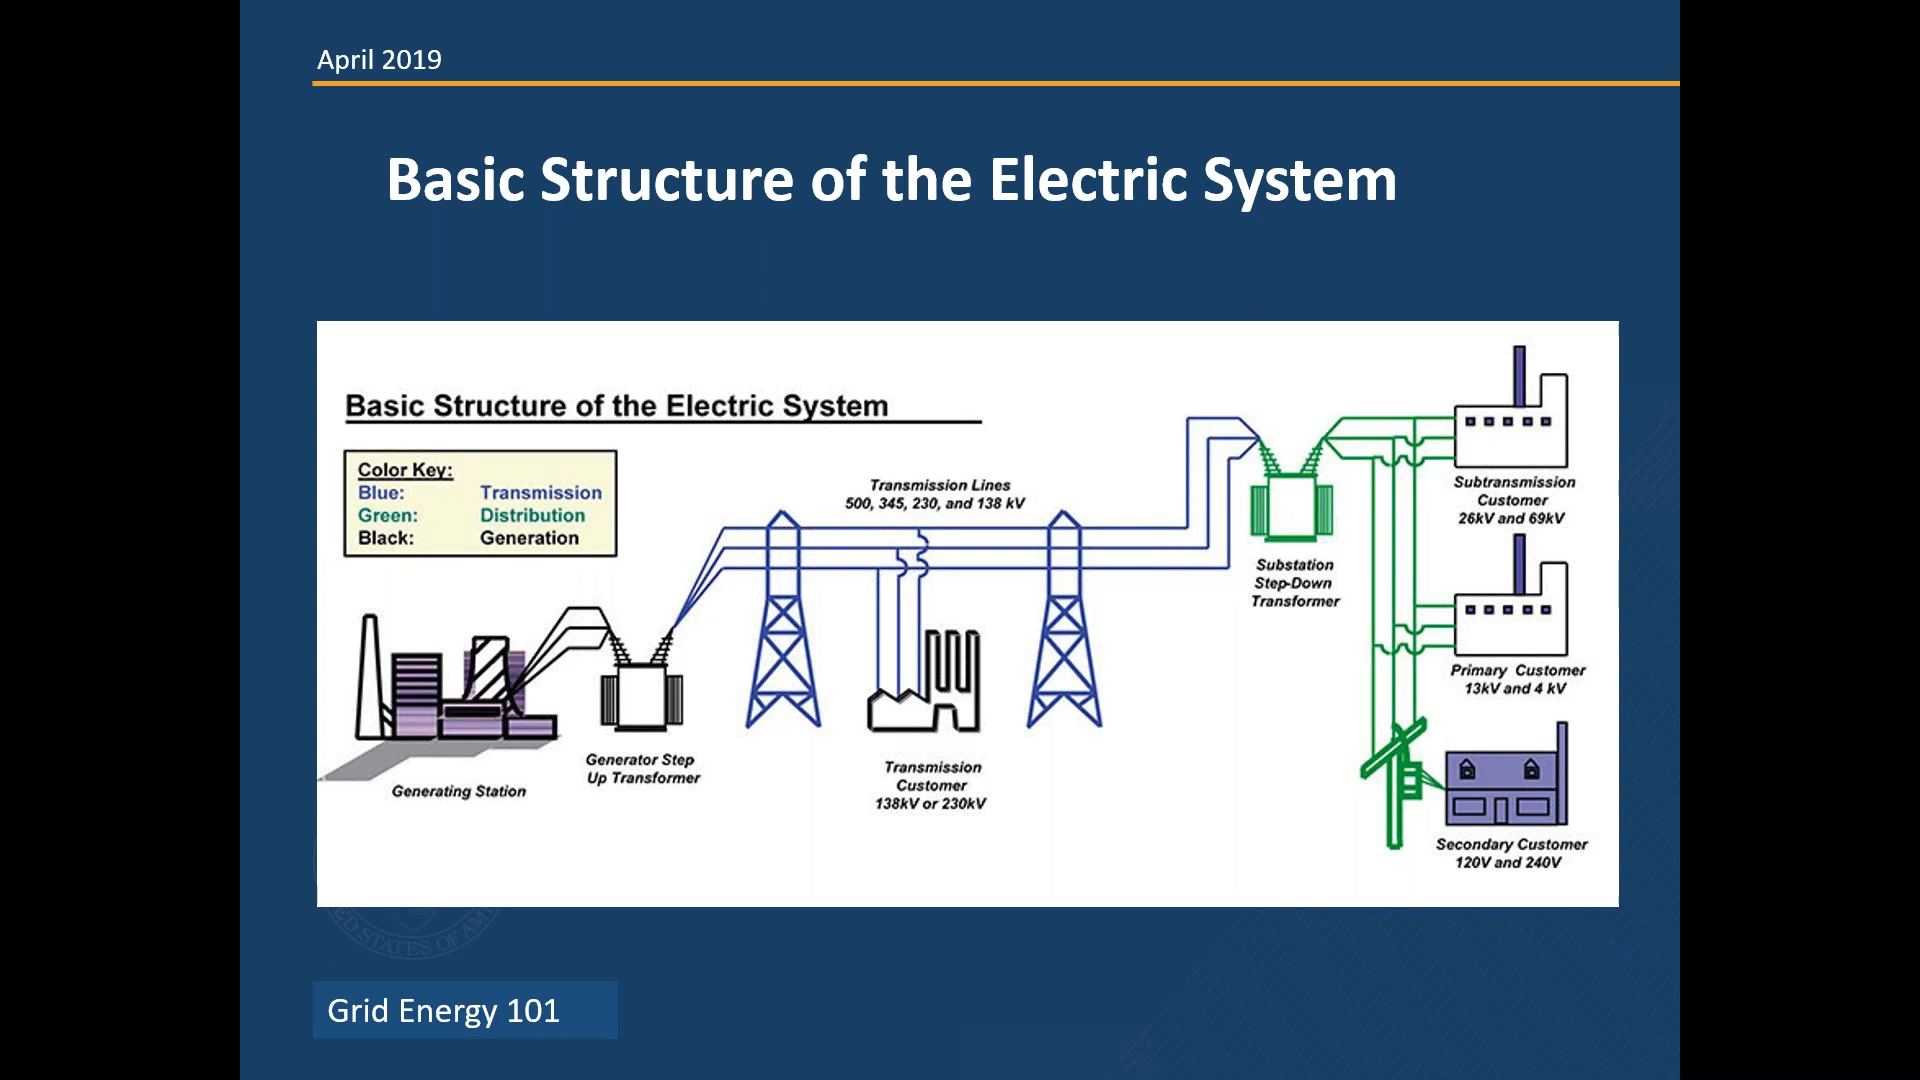 April 2019
Basic Structure of the Electric System
Basic Structure of the Electric System
Color Key:
Blue: Transmission
Green: Distribution
Black: Generation
Transmission Lines
500, 345, 230, and 138 kV
Generating Station
Generator Step
Up Transformer
Transmission
Customer
138kV or 230kV
Substation
Step-Down
Transformer
Subtransmission
Customer
26kV and 69kV
Primary Customer
13kV and 4 kV
Secondary Customer
120V and 240V
STATES OF
Grid Energy 101